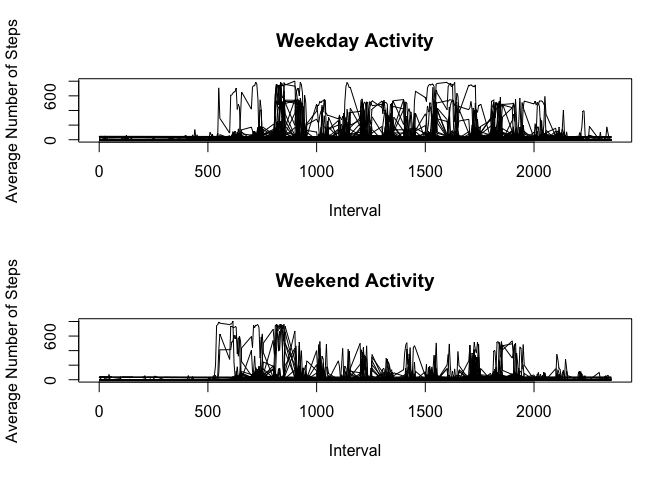 Weekday Activity
Average Number of Steps
600
0
0 500 1000 1500 2000
Interval
Weekend Activity
Average Number of Steps
600
0
0 500 1000 1500 2000
Interval